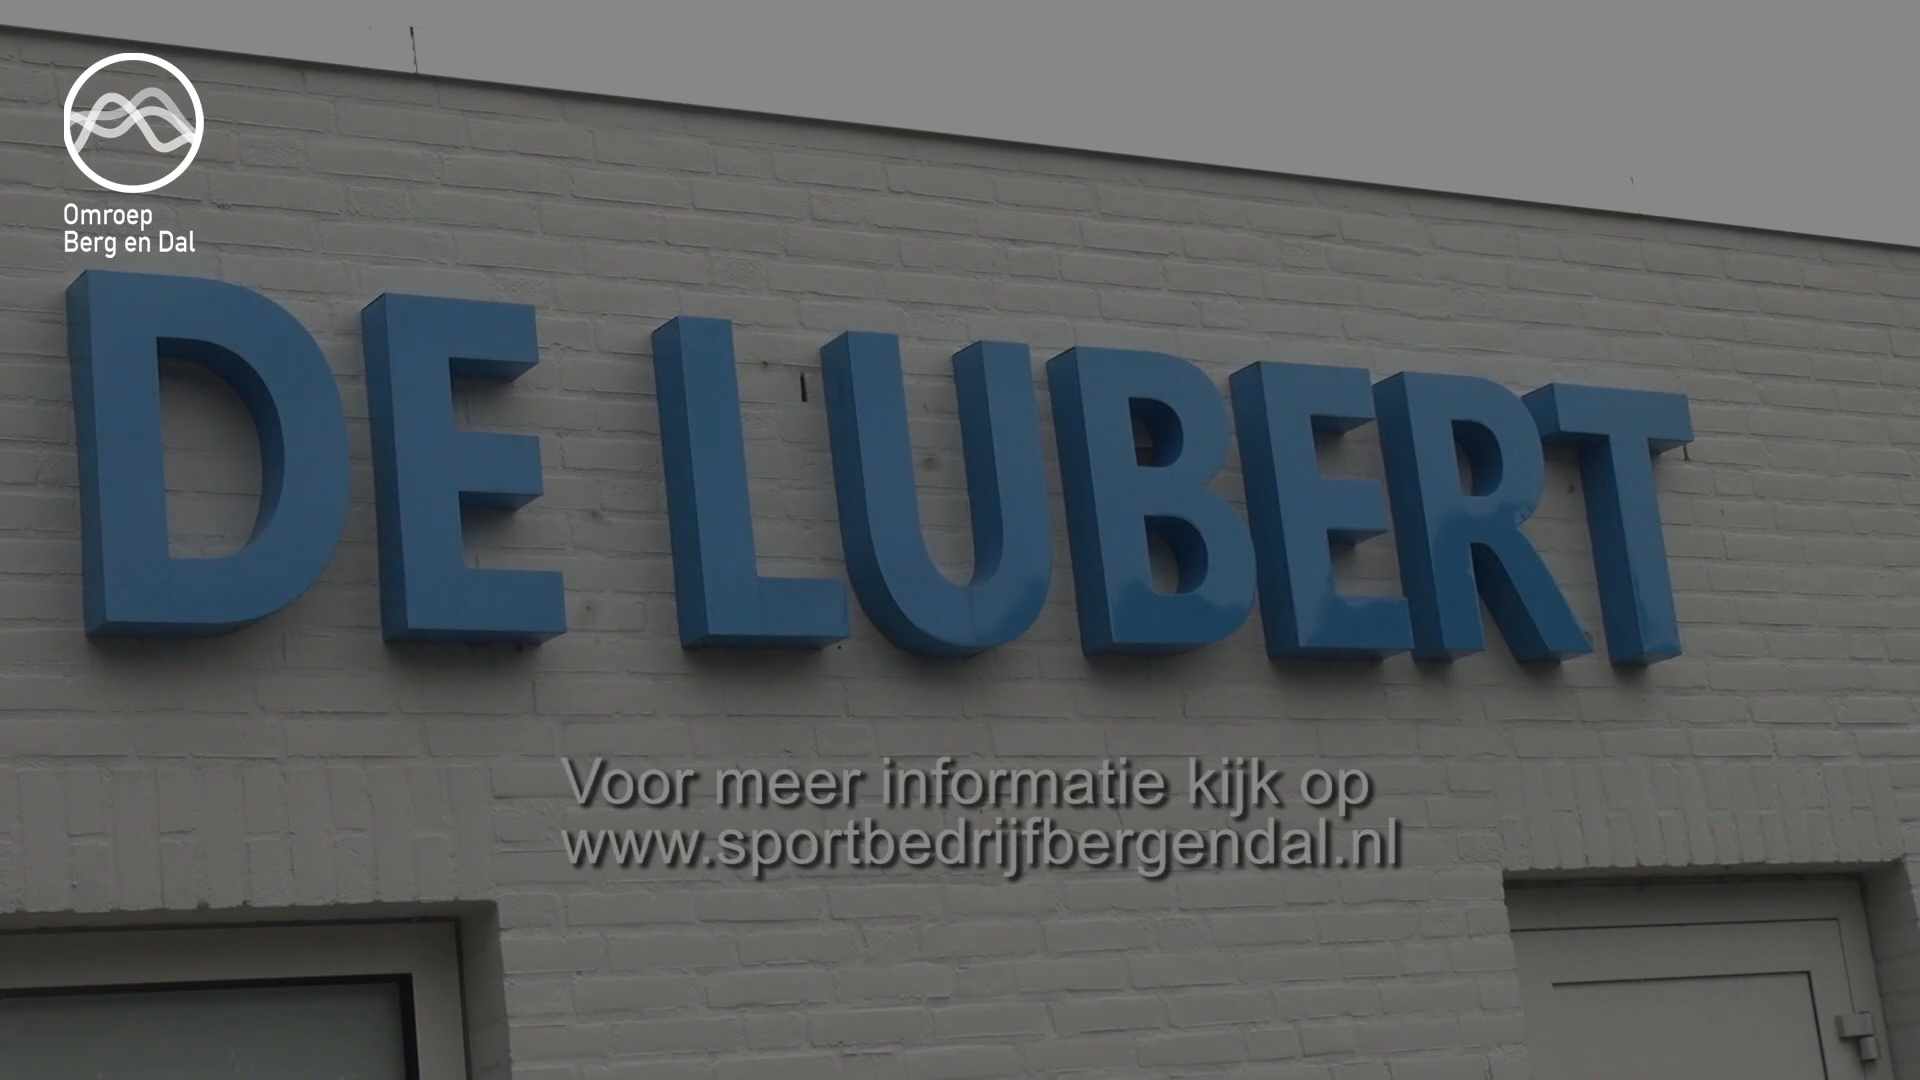 Omroep
Berg en Dal
DE LUBERT
Voor meer informatie kijk op
www.sportbedrijfbergendal.nl